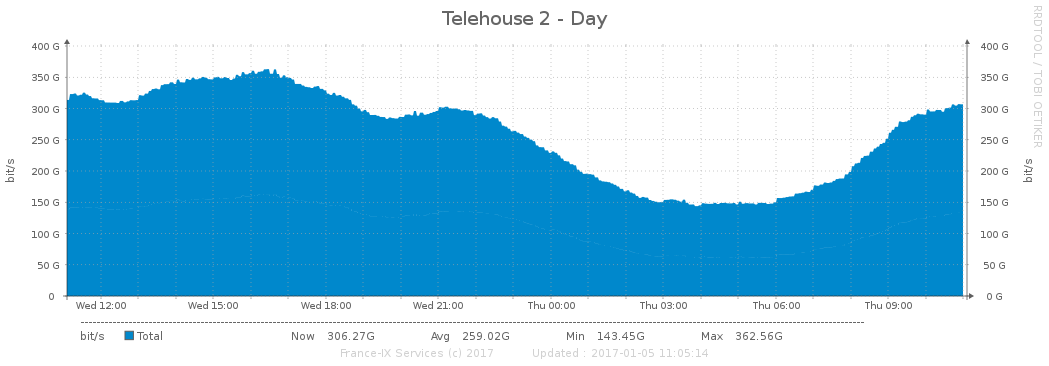 Telehouse 2 - Day
RRDTOOL / TOBI OETIKER
400 G 400 G
350 G 350 G
300 G 300 G
250 G 250 G
200 G 200 G
150 G 150 G
100 G 100 G
50 G 50 G
0 0 G
bit/s bit/s
Wed 12:00 Wed 15:00 Wed 18:00 Wed 21:00 Thu 00:00 Thu 03:00 Thu 06:00 Thu 09:00
bit/s Total Now 306.27G Avg 259.02G Min 143.45G Max 362.56G
France-IX Services (c) 2017 Updated : 2017-01-05 11:05:14